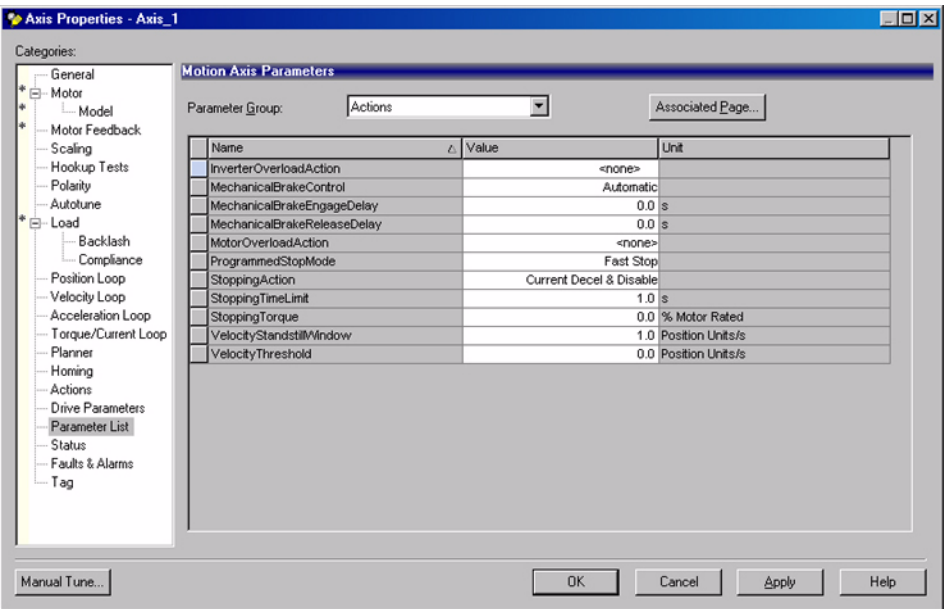 Axis Properties - Axis_1
Categories:
General
* Motor
* Model
* Motor Feedback
Scaling
Hookup Tests
Polarity
Autotune
* Load
Backlash
Compliance
Position Loop
Velocity Loop
Acceleration Loop
Torque/Current Loop
Planner
Homing
Actions
Drive Parameters
Parameter List
Status
Faults & Alarms
Tag
Motion Axis Parameters
Parameter Group: Actions Associated Page...
Name Value Unit
InverterOverloadAction <none>
MechanicalBrakeControl Automatic
MechanicalBrakeEngageDelay 0.0 s
MechanicalBrakeReleaseDelay 0.0 s
MotorOverloadAction <none>
ProgrammedStopMode Fast Stop
StoppingAction Current Decel & Disable
StoppingTimeLimit 1.0 s
StoppingTorque 0.0 % Motor Rated
VelocityStandstillWindow 1.0 Position Units/s
VelocityThreshold 0.0 Position Units/s
Manual Tune... OK Cancel Apply Help